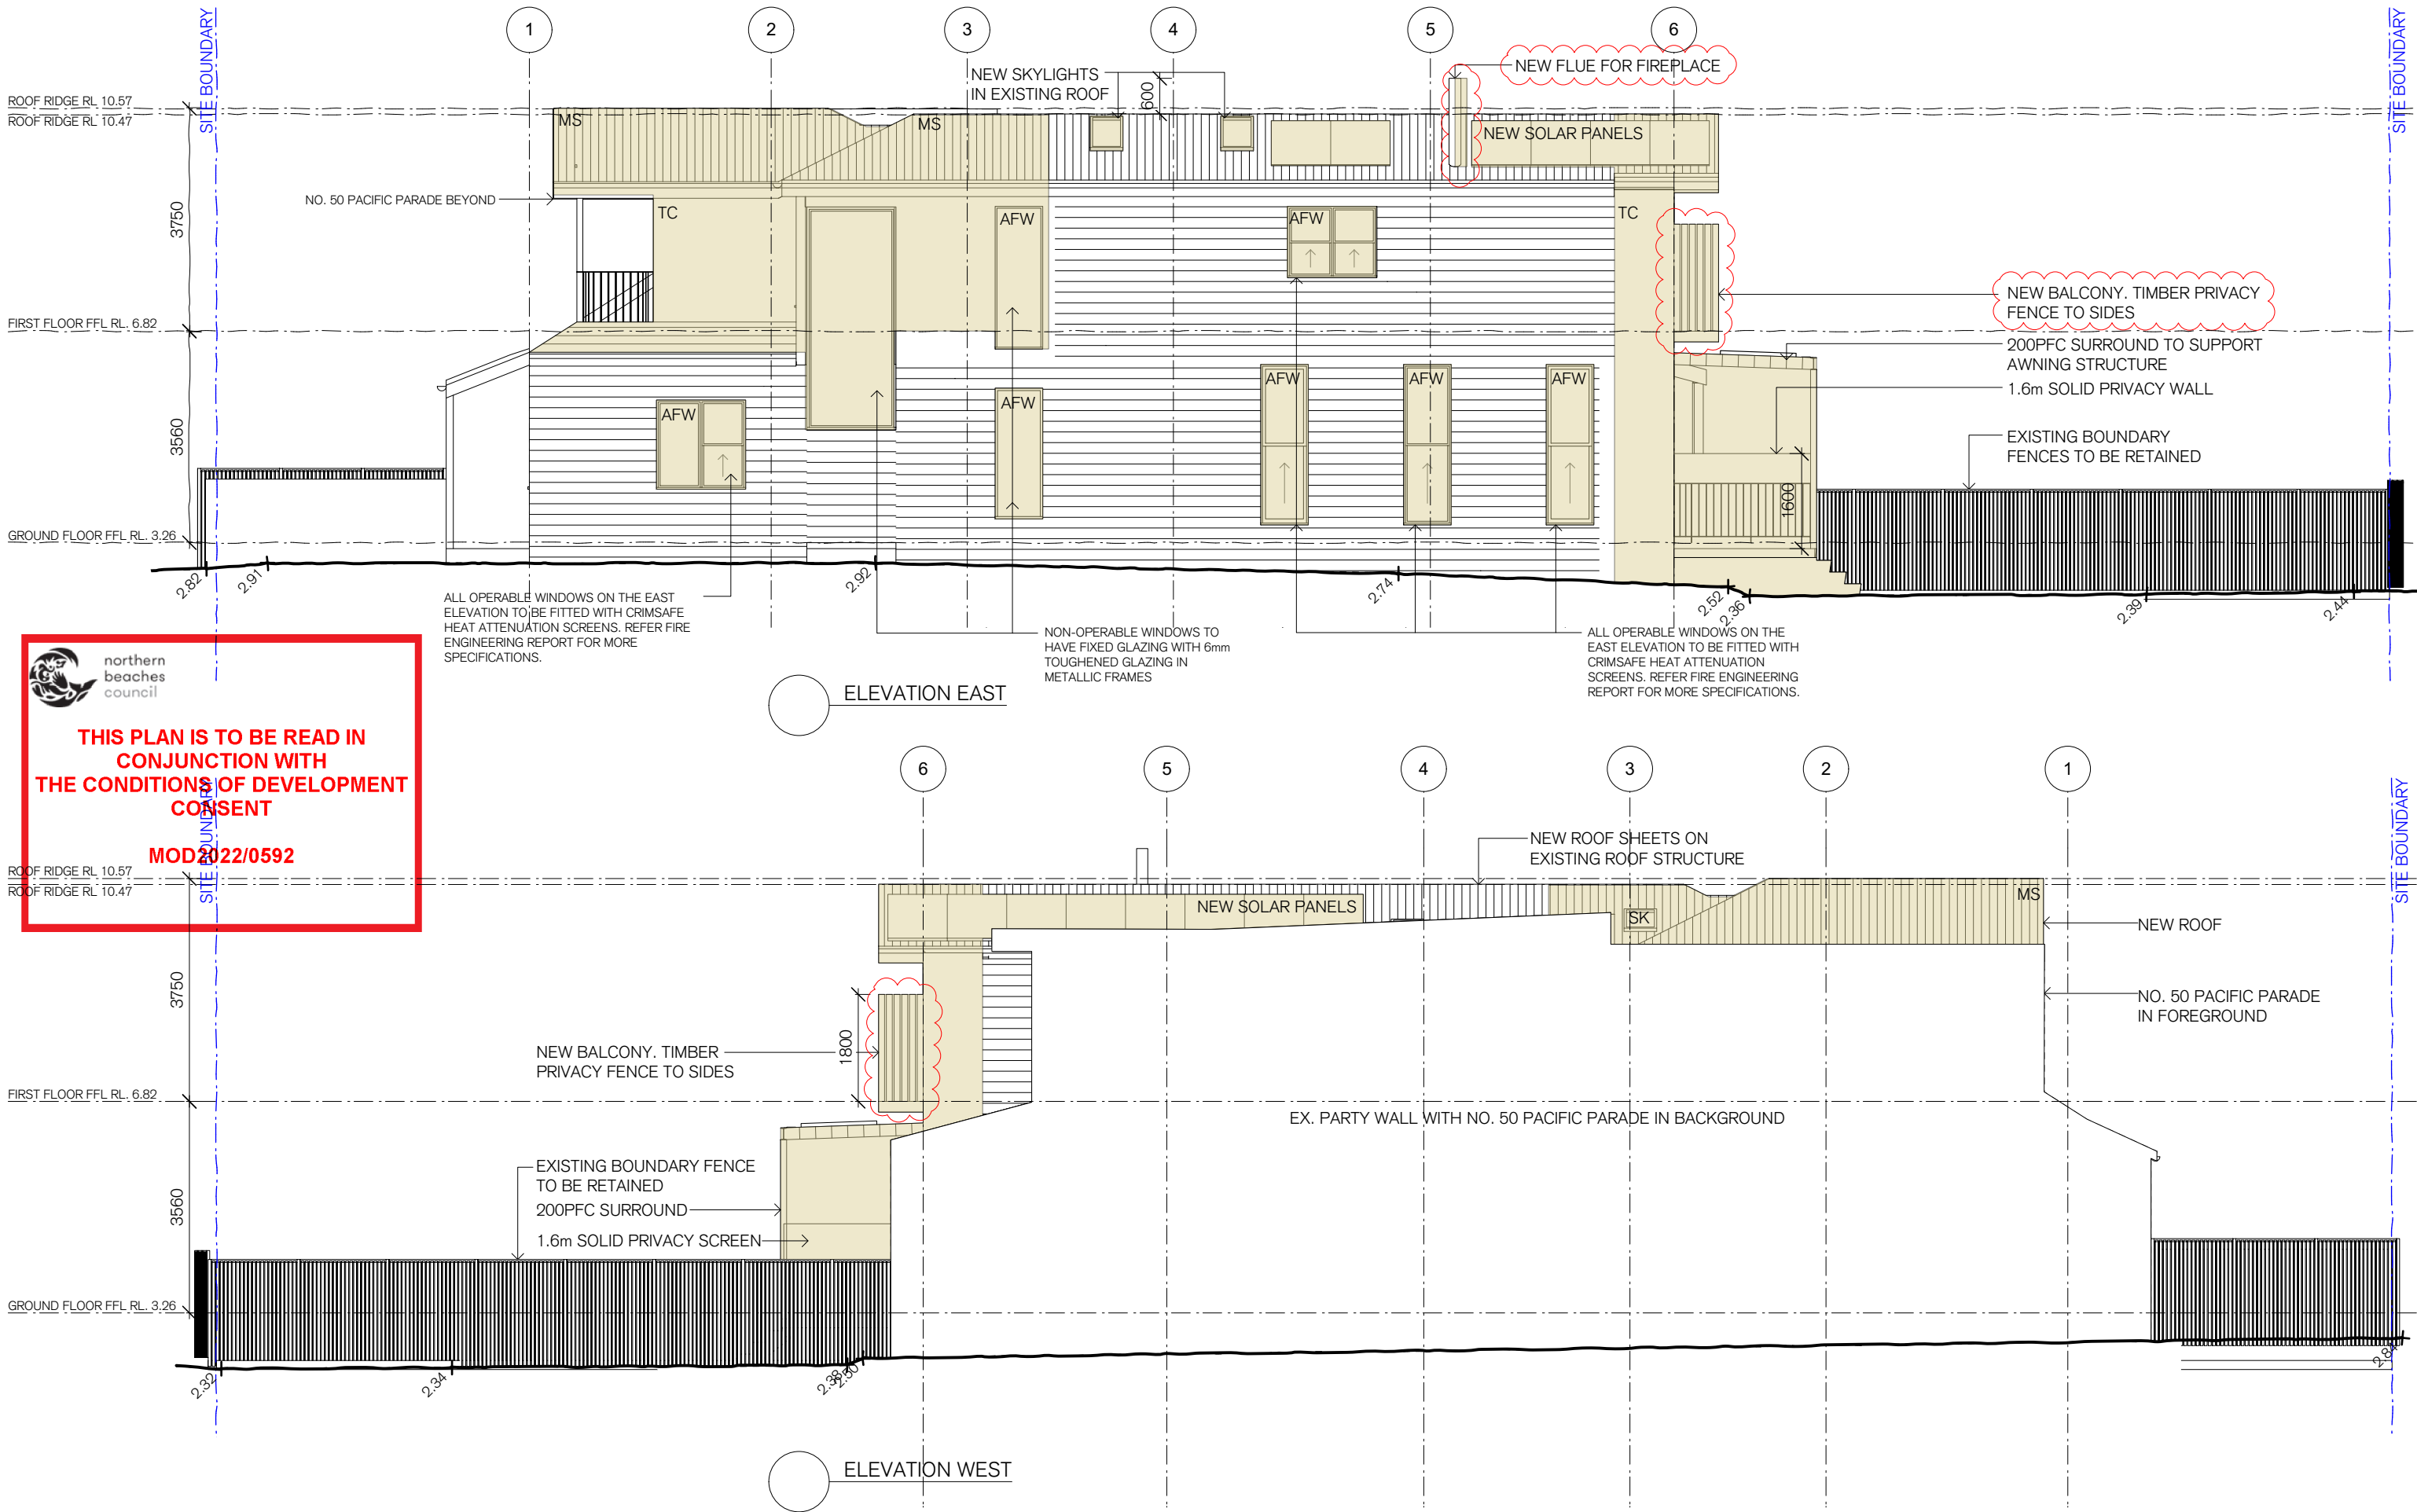 SITE BOUNDARY
1
2
3
4
5
6
SITE BOUNDARY
NEW SKYLIGHTS
IN EXISTING ROOF
600
NEW FLUE FOR FIREPLACE
ROOF RIDGE RL 10.57
ROOF RIDGE RL 10.47
MS
MS
NEW SOLAR PANELS
NO. 50 PACIFIC PARADE BEYOND
3750
TC
AFW
AFW
TC
NEW BALCONY. TIMBER PRIVACY
FENCE TO SIDES
FIRST FLOOR FFL RL. 6.82
200PFC SURROUND TO SUPPORT
AWNING STRUCTURE
1.6m SOLID PRIVACY WALL
AFW
AFW
AFW
AFW
AFW
3560
EXISTING BOUNDARY
FENCES TO BE RETAINED
1600
GROUND FLOOR FFL RL. 3.26
2.82
2.91
2.92
2.74
2.52
2.36
2.39
2.44
ALL OPERABLE WINDOWS ON THE EAST
ELEVATION TO BE FITTED WITH CRIMSAFE
HEAT ATTENUATION SCREENS. REFER FIRE
ENGINEERING REPORT FOR MORE
SPECIFICATIONS.
NON-OPERABLE WINDOWS TO
HAVE FIXED GLAZING WITH 6mm
TOUGHENED GLAZING IN
METALLIC FRAMES
ALL OPERABLE WINDOWS ON THE
EAST ELEVATION TO BE FITTED WITH
CRIMSAFE HEAT ATTENUATION
SCREENS. REFER FIRE ENGINEERING
REPORT FOR MORE SPECIFICATIONS.
ELEVATION EAST
northern
beaches
council
THIS PLAN IS TO BE READ IN
CONJUNCTION WITH
THE CONDITIONS OF DEVELOPMENT
CONSENT
MOD2022/0592
SITE BOUNDARY
6
5
4
3
2
1
SITE BOUNDARY
NEW ROOF SHEETS ON
EXISTING ROOF STRUCTURE
ROOF RIDGE RL 10.57
ROOF RIDGE RL 10.47
NEW SOLAR PANELS
SK
MS
NEW ROOF
3750
NO. 50 PACIFIC PARADE
IN FOREGROUND
1800
NEW BALCONY. TIMBER
PRIVACY FENCE TO SIDES
FIRST FLOOR FFL RL. 6.82
EX. PARTY WALL WITH NO. 50 PACIFIC PARADE IN BACKGROUND
EXISTING BOUNDARY FENCE
TO BE RETAINED
200PFC SURROUND
1.6m SOLID PRIVACY SCREEN
3560
GROUND FLOOR FFL RL. 3.26
2.32
2.34
2.38
2.50
ELEVATION WEST